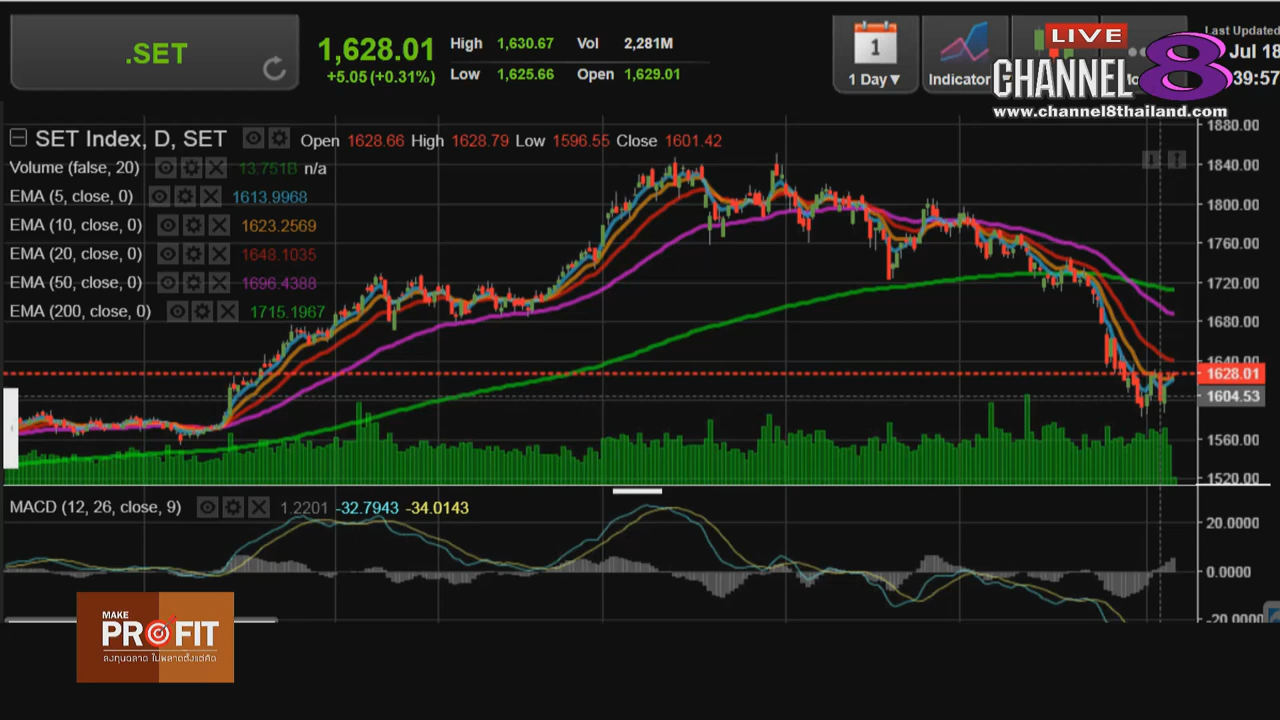 .SET
1,628.01
+5.05 (+0.31%)
High 1,630.67 Vol 2,281M
Low 1,625.66 Open 1,629.01
1
1 Day▼
Indicator
LIVE
CHANNEL 8
www.channel8thailand.com
Last Updated
Jul 18
39:57
SET Index, D, SET Open 1628.66 High 1628.79 Low 1596.55 Close 1601.42
Volume (false, 20) 13.751B n/a
EMA (5, close, 0) 1613.9968
EMA (10, close, 0) 1623.2569
EMA (20, close, 0) 1648.1035
EMA (50, close, 0) 1696.4388
EMA (200, close, 0) 1715.1967
1880.00
1840.00
1800.00
1760.00
1720.00
1680.00
1640.00
1628.01
1604.53
1560.00
1520.00
MACD (12, 26, close, 9) 1.2201 -32.7943 -34.0143
20.0000
0.0000
-20.0000
MAKE
PROFIT
ลงทุนฉลาด ไม่พลาดตั้งแต่คิด